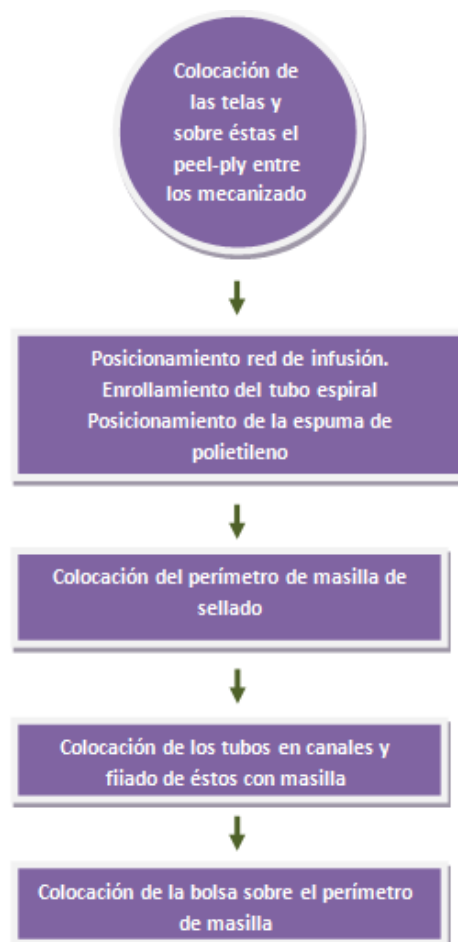 Colocación de
las telas y
sobre éstas el
peel-ply entre
los mecanizado
Posicionamiento red de infusión.
Enrollamiento del tubo espiral
Posicionamiento de la espuma de
polietileno
Colocación del perímetro de masilla de
sellado
Colocación de los tubos en canales y
fiiado de éstos con masilla
Colocación de la bolsa sobre el perímetro
de masilla